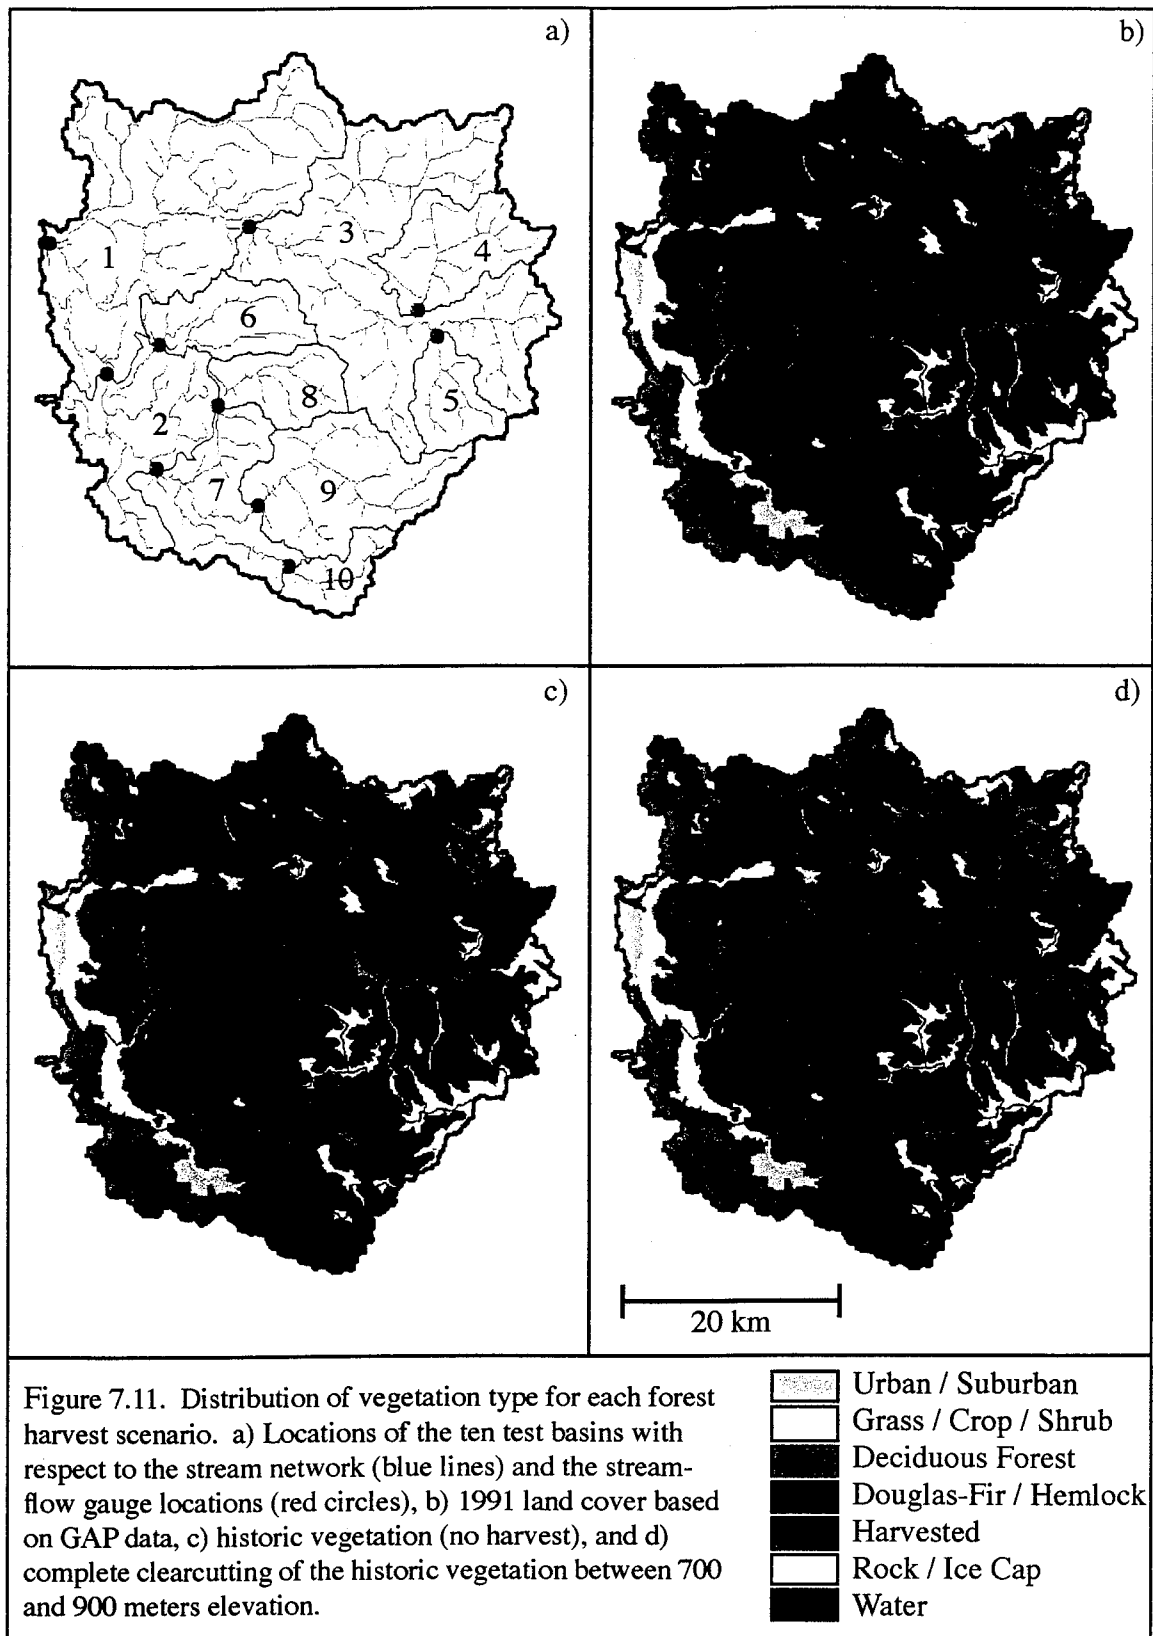 a)
b)
1
3
4
6
8
5
2
7
9
10
c)
d)
20 km
Figure 7.11. Distribution of vegetation type for each forest
harvest scenario. a) Locations of the ten test basins with
respect to the stream network (blue lines) and the stream-
flow gauge locations (red circles), b) 1991 land cover based
on GAP data, c) historic vegetation (no harvest), and d)
complete clearcutting of the historic vegetation between 700
and 900 meters elevation.
Urban / Suburban
Grass / Crop / Shrub
Deciduous Forest
Douglas-Fir / Hemlock
Harvested
Rock / Ice Cap
Water